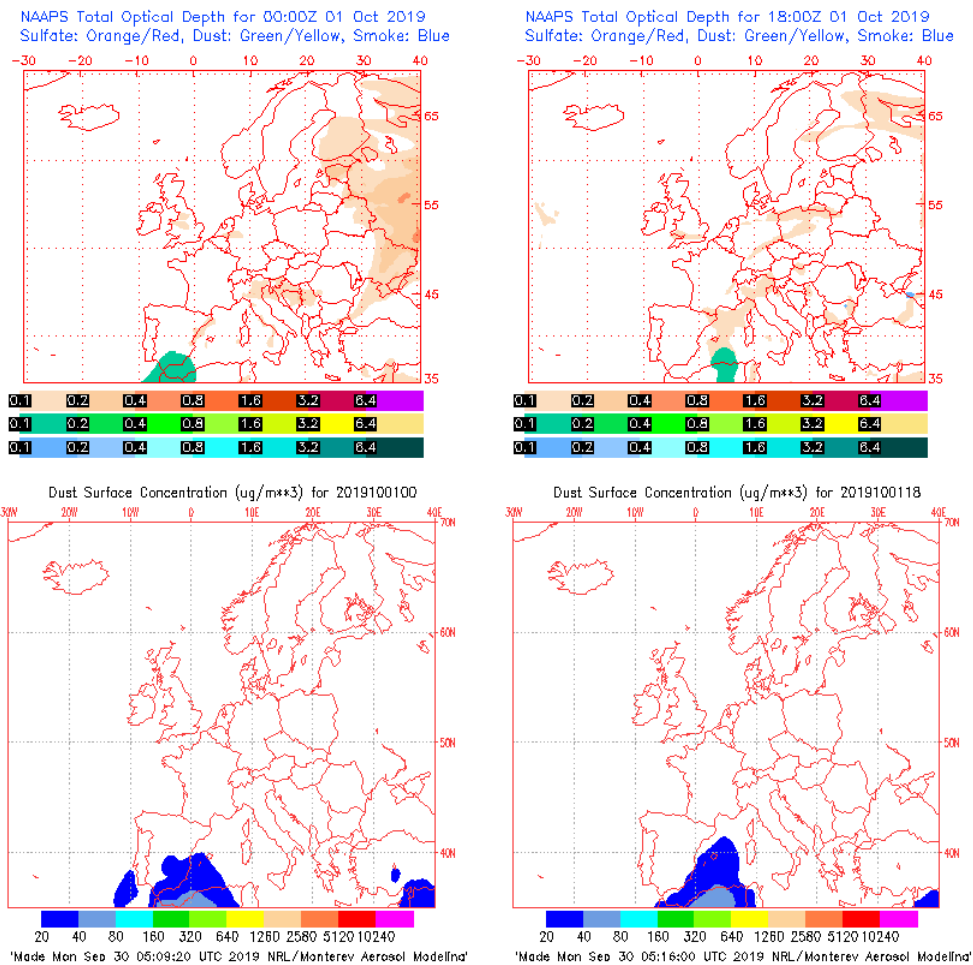 NAAPS Total Optical Depth for 00:00Z 01 Oct 2019
Sulfate: Orange/Red, Dust: Green/Yellow, Smoke: Blue
-30 -20 -10 0 10 20 30 40
65
55
45
35
0.1 0.2 0.4 0.8 1.6 3.2 6.4
0.1 0.2 0.4 0.8 1.6 3.2 6.4
0.1 0.2 0.4 0.8 1.6 3.2 6.4
NAAPS Total Optical Depth for 18:00Z 01 Oct 2019
Sulfate: Orange/Red, Dust: Green/Yellow, Smoke: Blue
-30 -20 -10 0 10 20 30 40
65
55
45
35
0.1 0.2 0.4 0.8 1.6 3.2 6.4
0.1 0.2 0.4 0.8 1.6 3.2 6.4
0.1 0.2 0.4 0.8 1.6 3.2 6.4
Dust Surface Concentration (ug/m**3) for 2019100100
30W 20W 10W 0 10E 20E 30E 40E
70N
60N
50N
40N
20 40 80 160 320 640 1260 2580 5120 10240
'Made Mon Sep 30 05:09:20 UTC 2019 NRL/Monterey Aerosol Modeling'
Dust Surface Concentration (ug/m**3) for 2019100118
30W 20W 10W 0 10E 20E 30E 40E
70N
60N
50N
40N
20 40 80 160 320 640 1260 2580 5120 10240
'Made Mon Sep 30 05:16:00 UTC 2019 NRL/Monterey Aerosol Modeling'